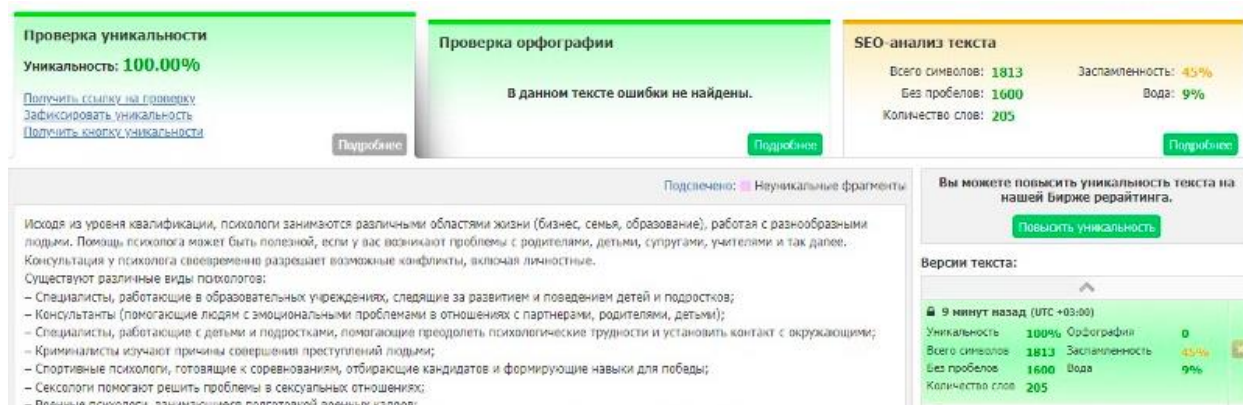 Проверка уникальности
Уникальность: 100.00%
Получить ссылку на проверку
Зафиксировать уникальность
Получить кнопку уникальности
Подробнее
Проверка орфографии
В данном тексте ошибки не найдены.
Подробнее
SEO-анализ текста
Всего символов: 1813 Заспамленность: 45%
Без пробелов: 1600 Вода: 9%
Количество слов: 205
Подробнее
Подсвечено: Неуникальные фрагменты
Исходя из уровня квалификации, психологи занимаются различными областями жизни (бизнес, семья, образование), работая с разнообразными
людьми. Помощь психолога может быть полезной, если у вас возникают проблемы с родителями, детьми, супругами, учителями и так далее.
Консультация у психолога своевременно разрешает возможные конфликты, включая личностные.
Существуют различные виды психологов:
– Специалисты, работающие в образовательных учреждениях, следящие за развитием и поведением детей и подростков;
– Консультанты (помогающие людям с эмоциональными проблемами в отношениях с партнерами, родителями, детьми);
– Специалисты, работающие с детьми и подростками, помогающие преодолеть психологические трудности и установить контакт с окружающими;
– Криминалисты изучают причины совершения преступлений людьми;
– Спортивные психологи, готовящие к соревнованиям, отбирающие кандидатов и формирующие навыки для победы;
– Сексологи помогают решить проблемы в сексуальных отношениях;
– Военные психологи, занимающиеся подготовкой военных кадров;
Вы можете повысить уникальность текста на
нашей Бирже рерайтинга.
Повысить уникальность
Версии текста:
9 минут назад (UTC +03:00)
Уникальность 100% Орфография 0
Всего символов 1813 Заспамленность 45%
Без пробелов 1600 Вода 9%
Количество слов 205